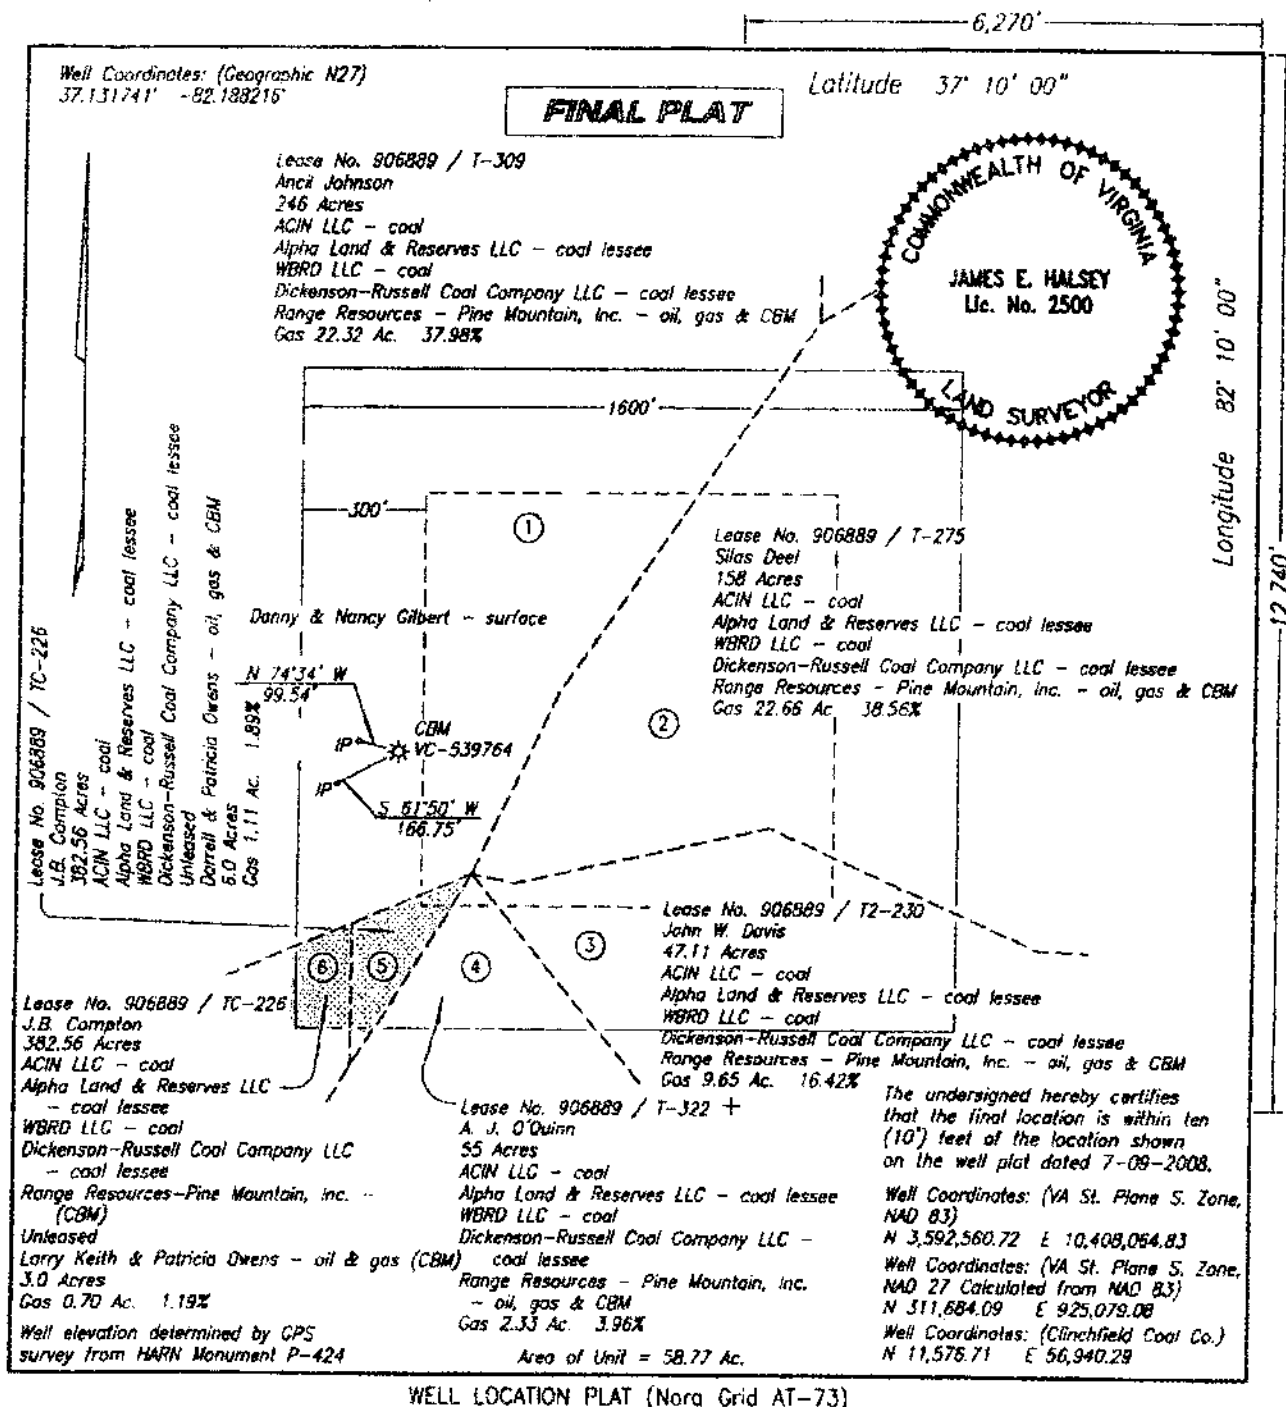 6,270'
Well Coordinates: (Geographic N27)
37.131741° -82.188216°
Latitude 37° 10' 00"
FINAL PLAT
Lease No. 906889 / T-309
Ancil Johnson
246 Acres
ACIN LLC - coal
Alpha Land & Reserves LLC - coal lessee
WBRD LLC - coal
Dickenson-Russell Coal Company LLC - coal lessee
Range Resources - Pine Mountain, Inc. - oil, gas & CBM
Gas 22.32 Ac. 37.98%
COMMONWEALTH OF VIRGINIA
JAMES E. HALSEY
Lic. No. 2500
LAND SURVEYOR
Longitude 82° 10' 00"
12,740'
1600'
300'
1
Lease No. 906889 / T-275
Silas Deel
158 Acres
ACIN LLC - coal
Alpha Land & Reserves LLC - coal lessee
WBRD LLC - coal
Dickenson-Russell Coal Company LLC - coal lessee
Range Resources - Pine Mountain, Inc. - oil, gas & CBM
Gas 22.66 Ac 38.56%
2
Danny & Nancy Gilbert - surface
N 74°34' W
99.54'
IP
CBM
VC-539764
IP
S 61°50' W
166.75'
Lease No. 906889 / TC-226
J.B. Compton
382.56 Acres
ACIN LLC - coal
Alpha Land & Reserves LLC - coal lessee
WBRD LLC - coal
Dickenson-Russell Coal Company LLC - coal lessee
Unleased
Darrell & Patricia Owens - oil, gas & CBM
6.0 Acres
Gas 1.11 Ac. 1.89%
Lease No. 906889 / T2-230
John W. Davis
47.11 Acres
ACIN LLC - coal
Alpha Land & Reserves LLC - coal lessee
WBRD LLC - coal
Dickenson-Russell Coal Company LLC - coal lessee
Range Resources - Pine Mountain, Inc. - oil, gas & CBM
Gas 9.65 Ac. 16.42%
3
4
5
6
Lease No. 906889 / TC-226
J.B. Compton
382.56 Acres
ACIN LLC - coal
Alpha Land & Reserves LLC
- coal lessee
WBRD LLC - coal
Dickenson-Russell Coal Company LLC
- coal lessee
Range Resources-Pine Mountain, Inc. -
(CBM)
Unleased
Larry Keith & Patricia Owens - oil & gas (CBM)
3.0 Acres
Gas 0.70 Ac. 1.19%
Well elevation determined by GPS
survey from HARN Monument P-424
Lease No. 906889 / T-322 +
A. J. O'Quinn
55 Acres
ACIN LLC - coal
Alpha Land & Reserves LLC - coal lessee
WBRD LLC - coal
Dickenson-Russell Coal Company LLC -
coal lessee
Range Resources - Pine Mountain, Inc.
- oil, gas & CBM
Gas 2.33 Ac. 3.96%
Area of Unit = 58.77 Ac.
The undersigned hereby certifies
that the final location is within ten
(10') feet of the location shown
on the well plat dated 7-09-2008.
Well Coordinates: (VA St. Plane S. Zone,
NAD 83)
N 3,592,560.72 E 10,408,064.83
Well Coordinates: (VA St. Plane S. Zone,
NAD 27 Calculated from NAD 83)
N 311,684.09 E 925,079.08
Well Coordinates: (Clinchfield Coal Co.)
N 11,576.71 E 56,940.29
WELL LOCATION PLAT (Nora Grid AT-73)